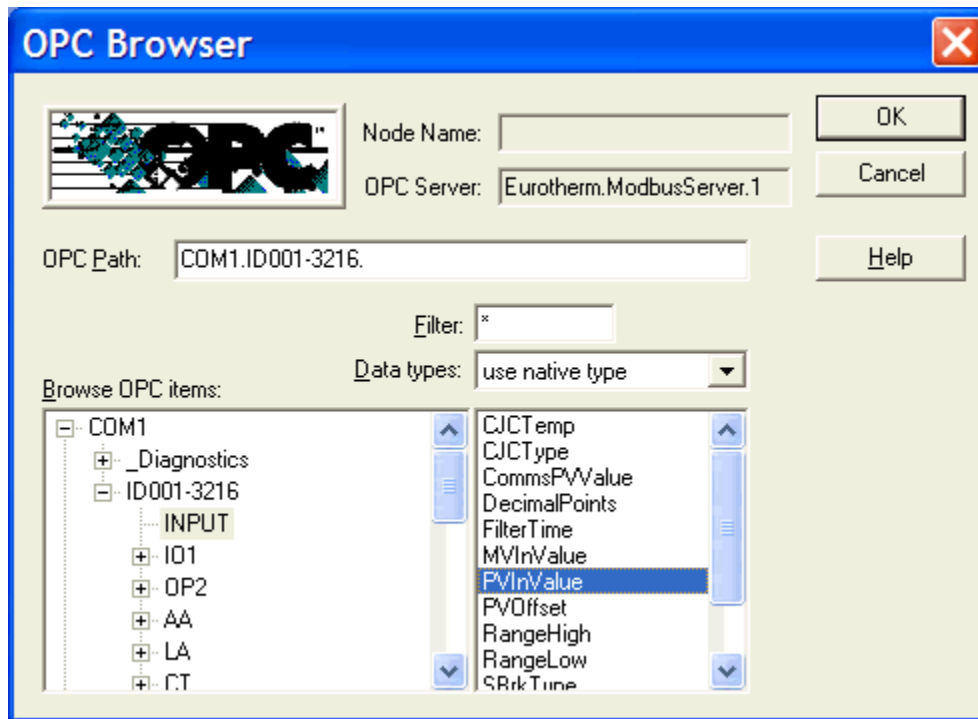 OPC Browser
OPC
Node Name:
OK
OPC Server: Eurotherm.ModbusServer.1
Cancel
OPC Path: COM1.ID001-3216.
Help
Filter: *
Data types: use native type
Browse OPC items:
COM1
_Diagnostics
ID001-3216
INPUT
IO1
OP2
AA
LA
CT
CJCTemp
CJCType
CommsPVValue
DecimalPoints
FilterTime
MVInValue
PVInValue
PVOffset
RangeHigh
RangeLow
SBrkType